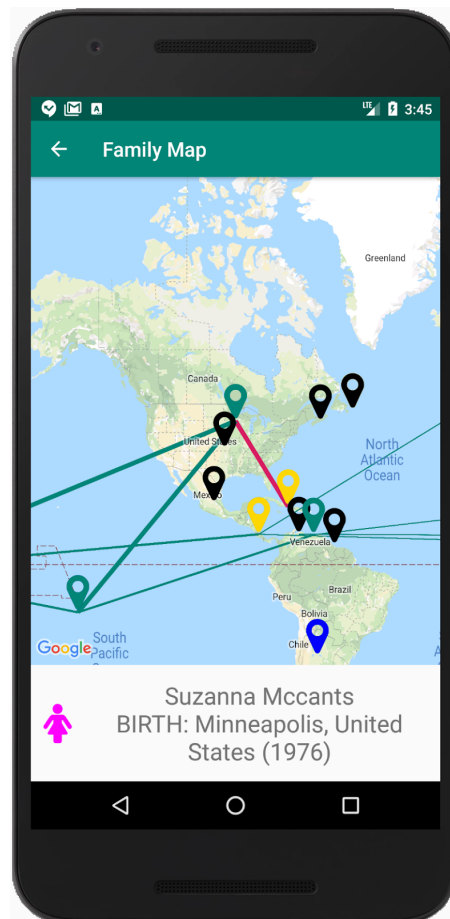 LTE 3:45
Family Map
Greenland
Canada
United States
North
Atlantic
Ocean
Mexico
Venezuela
Brazil
Peru
Bolivia
Chile
South
Pacific
Google
Suzanna Mccants
BIRTH: Minneapolis, United
States (1976)